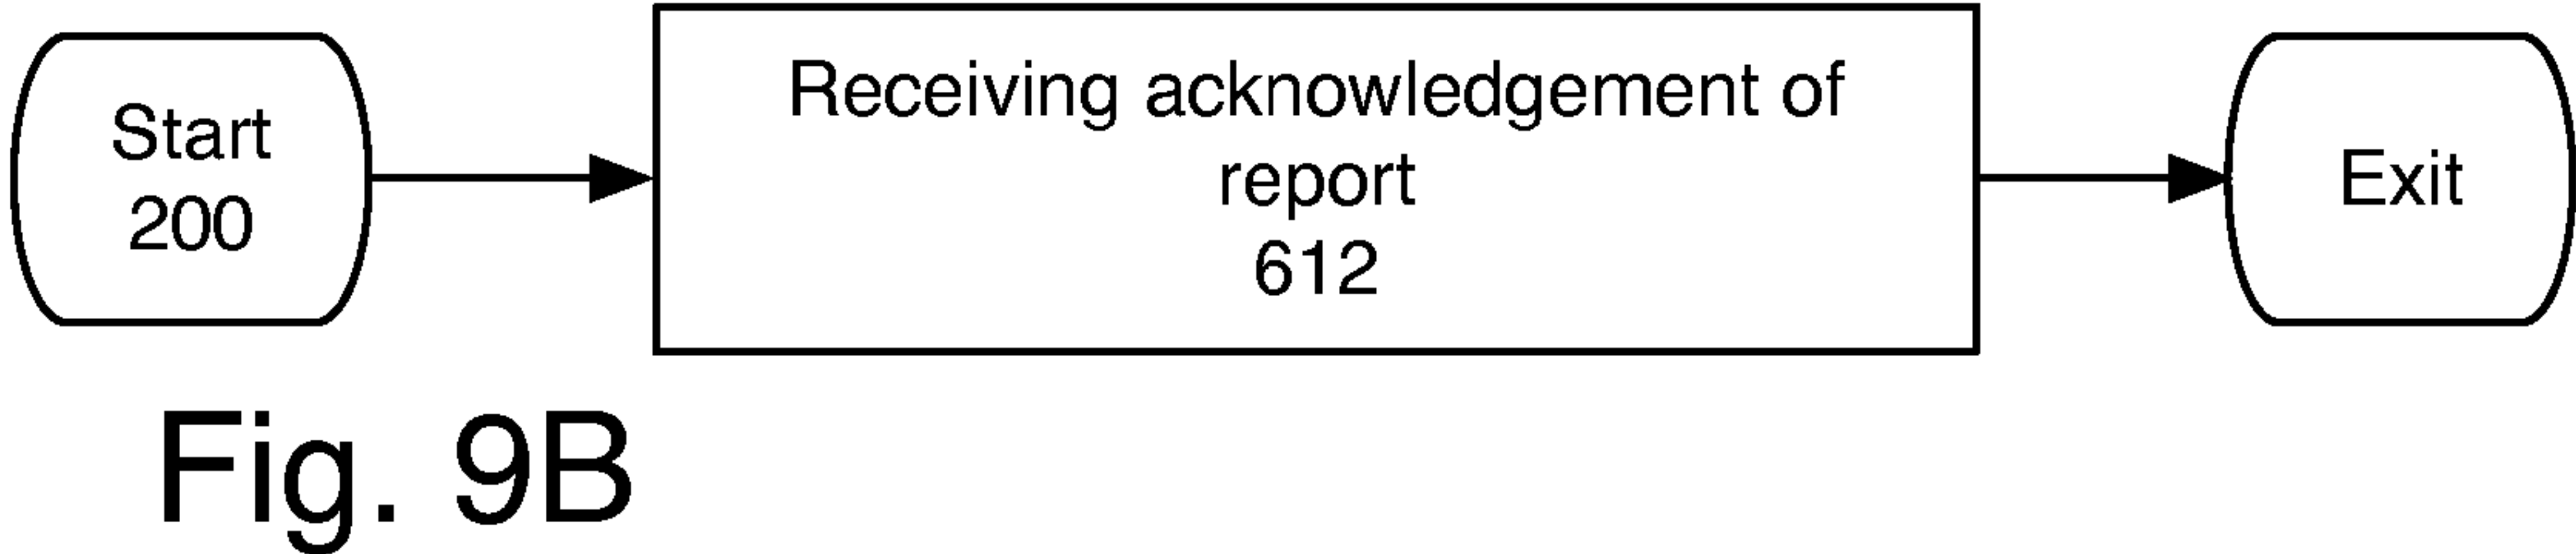 Start
200
Receiving acknowledgement of
report
612
Exit
Fig. 9B